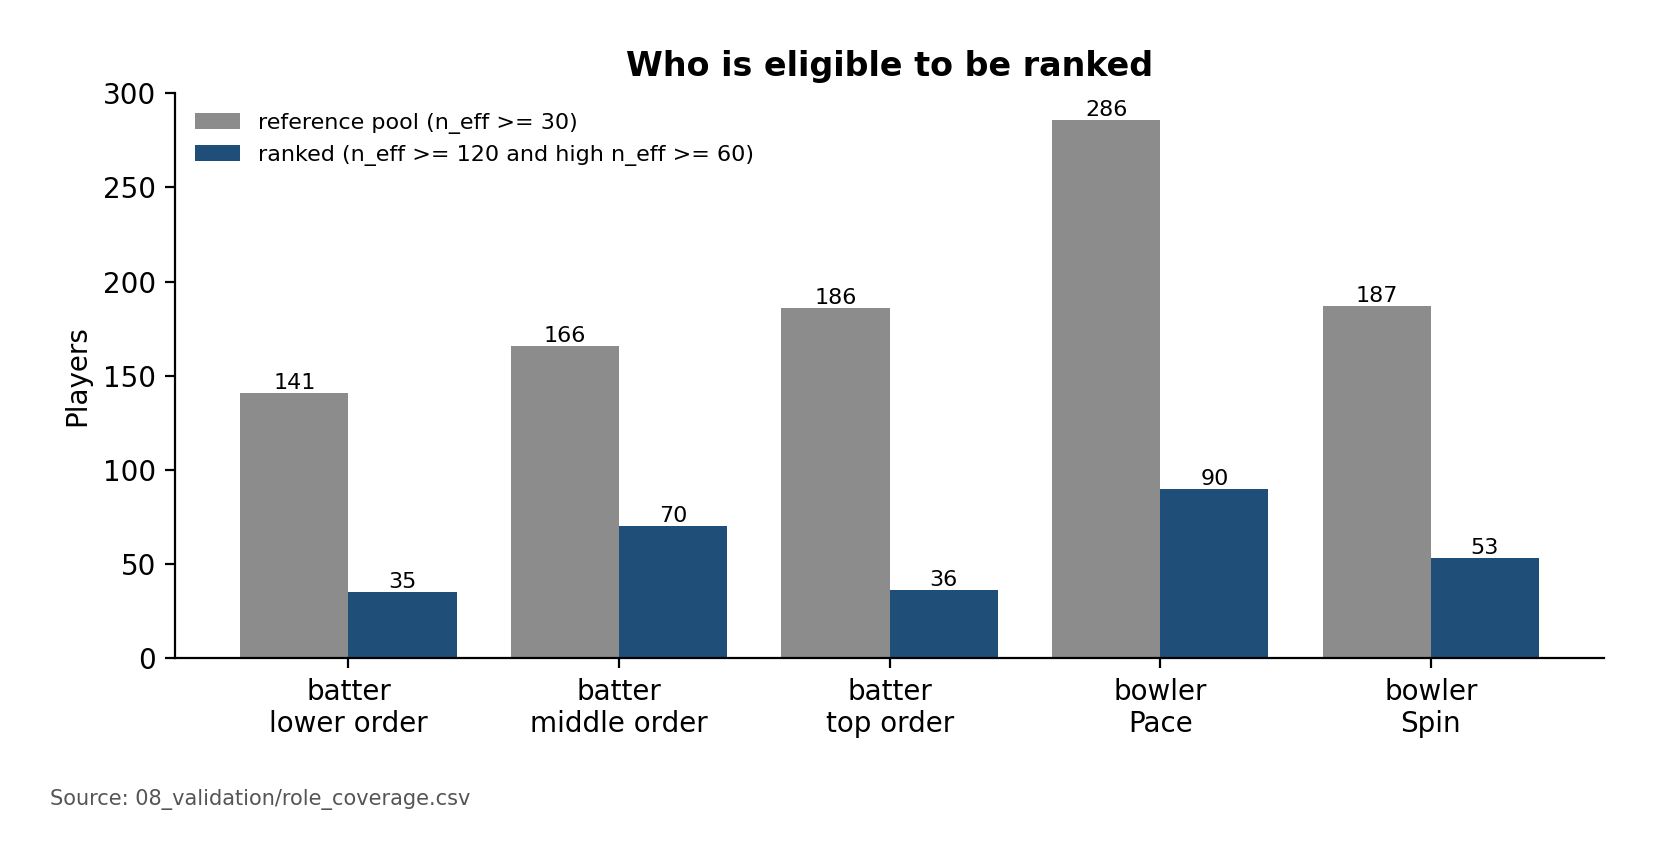 Who is eligible to be ranked
300
250
200
150
100
50
0
Players
reference pool (n_eff >= 30)
ranked (n_eff >= 120 and high n_eff >= 60)
141
35
166
70
186
36
286
90
187
53
batter
lower order
batter
middle order
batter
top order
bowler
Pace
bowler
Spin
Source: 08_validation/role_coverage.csv